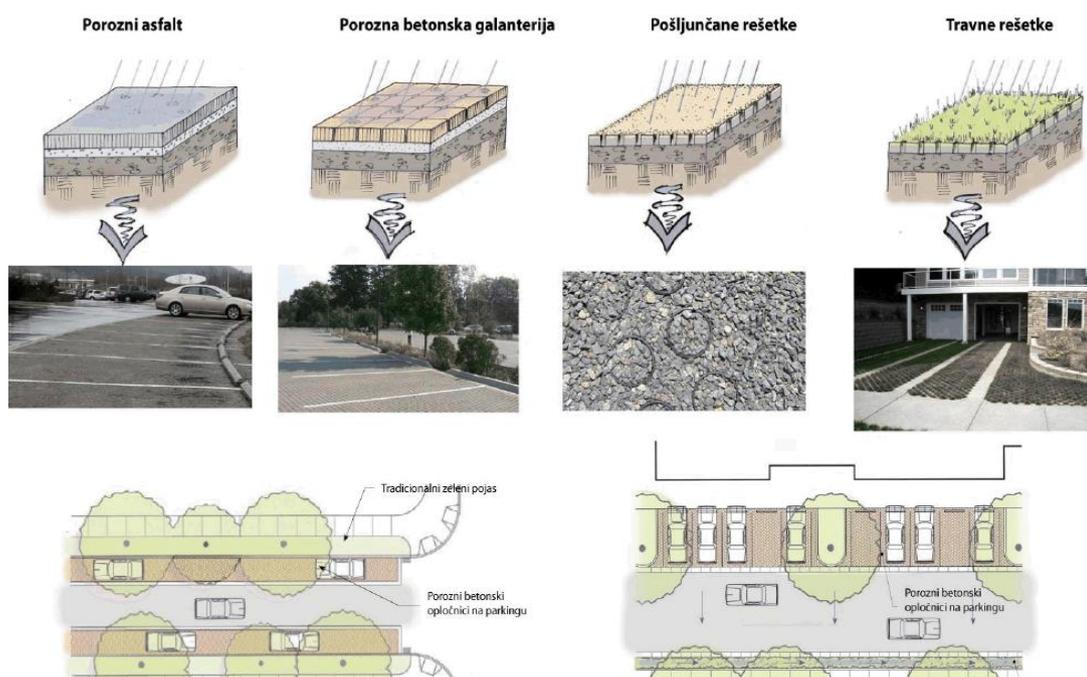 Porozni asfalt
Porozna betonska galanterija
Pošljunčane rešetke
Travne rešetke
Tradicionalni zeleni pojas
Porozni betonski
opločnici na parkingu
Porozni betonski
opločnici na parkingu